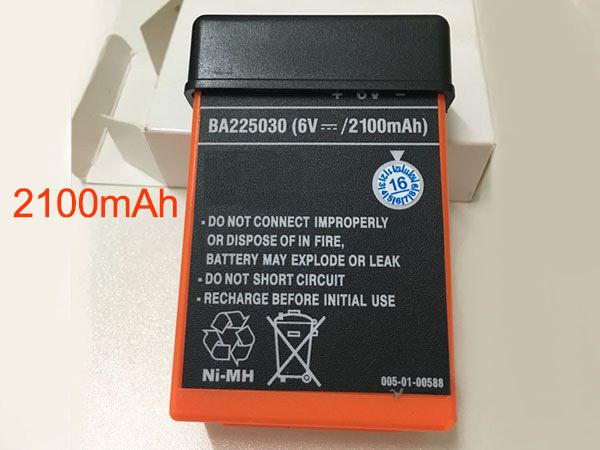 + 6V -
BA225030 (6V⎓/2100mAh)
16
2100mAh
- DO NOT CONNECT IMPROPERLY
OR DISPOSE OF IN FIRE,
BATTERY MAY EXPLODE OR LEAK
- DO NOT SHORT CIRCUIT
- RECHARGE BEFORE INITIAL USE
Ni-MH
005-01-00588